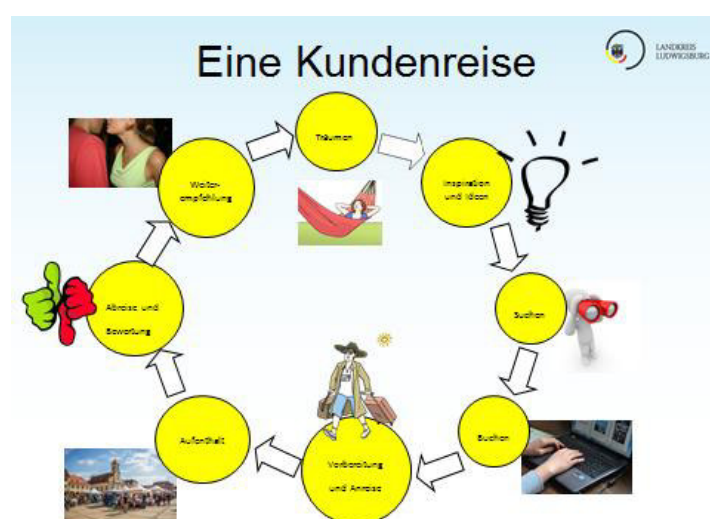 Eine Kundenreise
LANDKREIS
LUDWIGSBURG
Träumen
Inspiration
und Ideen
Suchen
Buchen
Vorbereitung
und Anreise
Aufenthalt
Abreise und
Bewertung
Weiter-
empfehlung